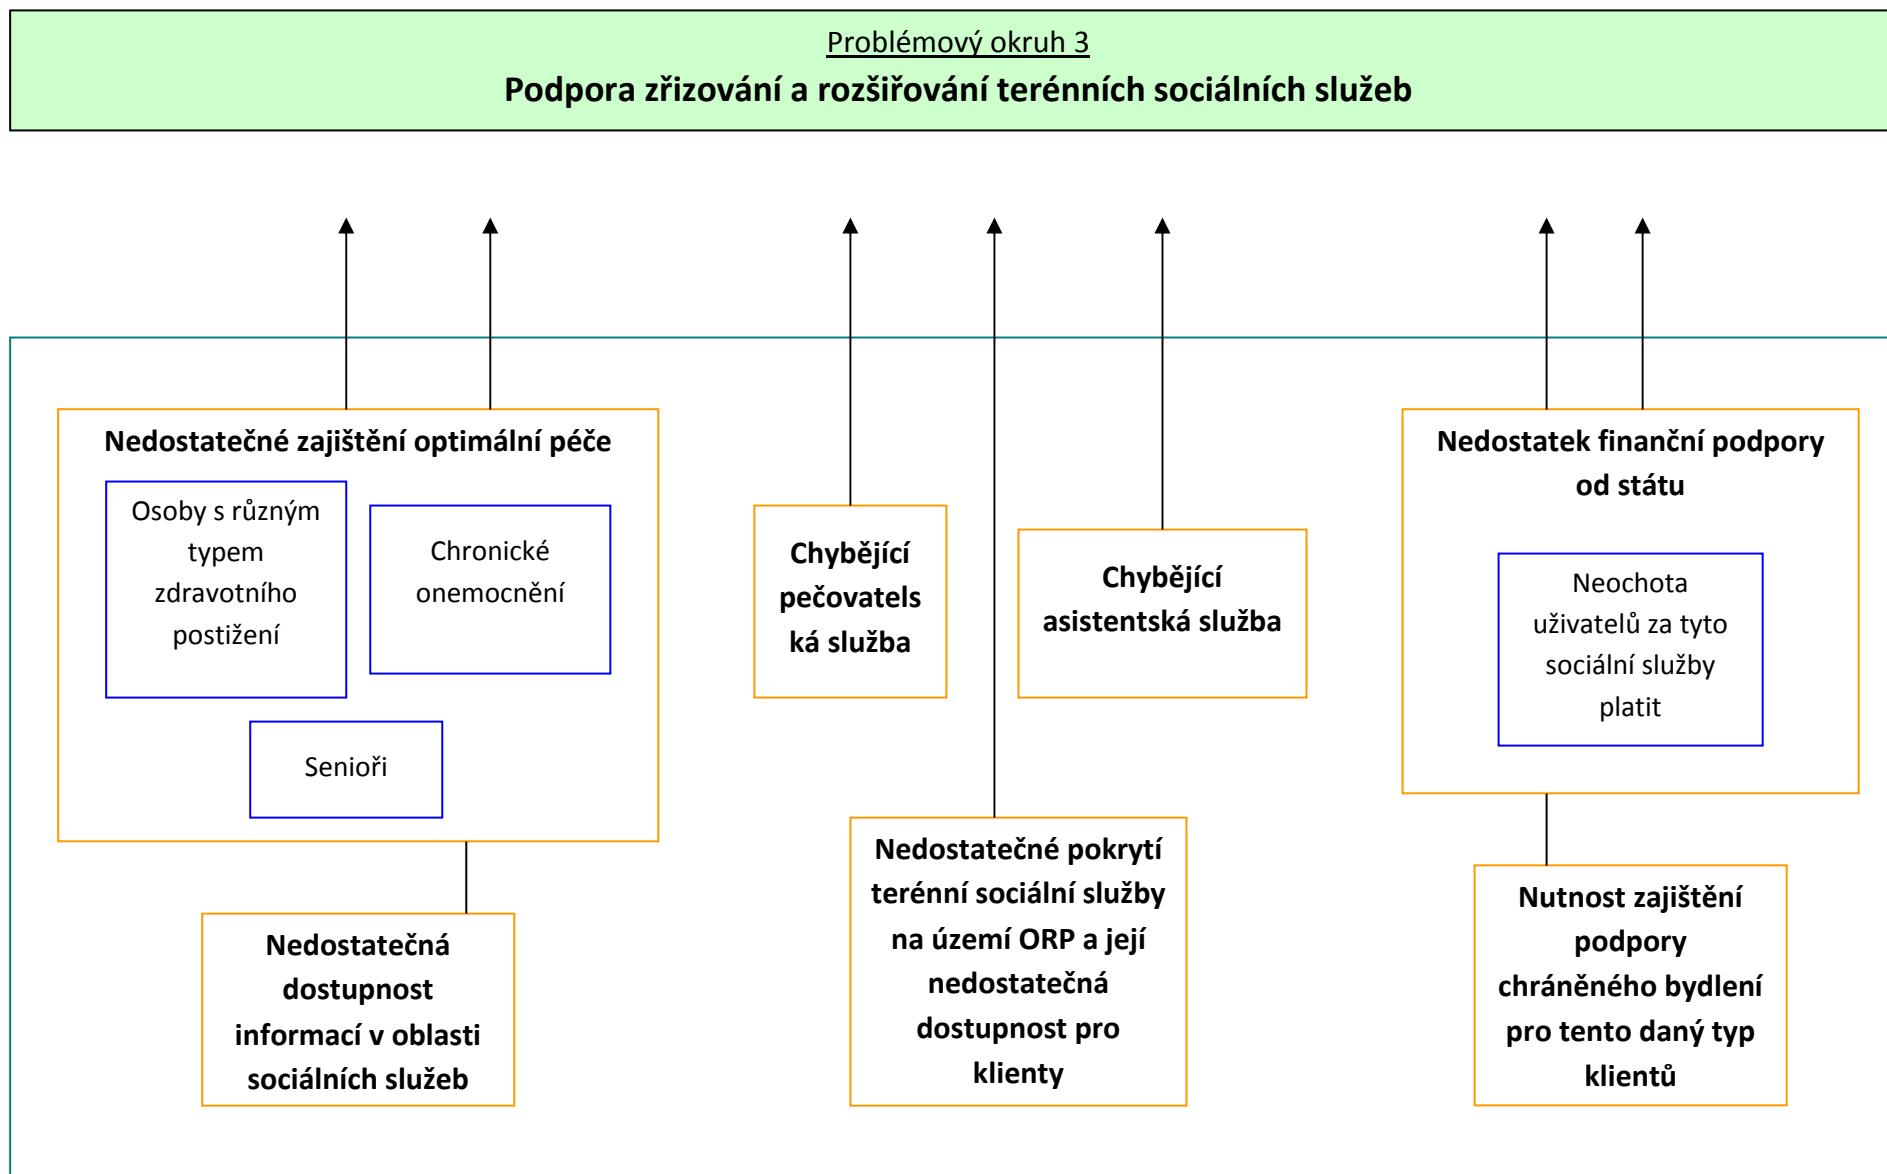 Problémový okruh 3
Podpora zřizování a rozšiřování terénních sociálních služeb
Nedostatečné zajištění optimální péče
Osoby s různým
typem
zdravotního
postižení
Chronické
onemocnění
Senioři
Chybějící
pečovatels
ká služba
Chybějící
asistentská služba
Nedostatek finanční podpory
od státu
Neochota
uživatelů za tyto
sociální služby
platit
Nedostatečná
dostupnost
informací v oblasti
sociálních služeb
Nedostatečné pokrytí
terénní sociální služby
na území ORP a její
nedostatečná
dostupnost pro
klienty
Nutnost zajištění
podpory
chráněného bydlení
pro tento daný typ
klientů